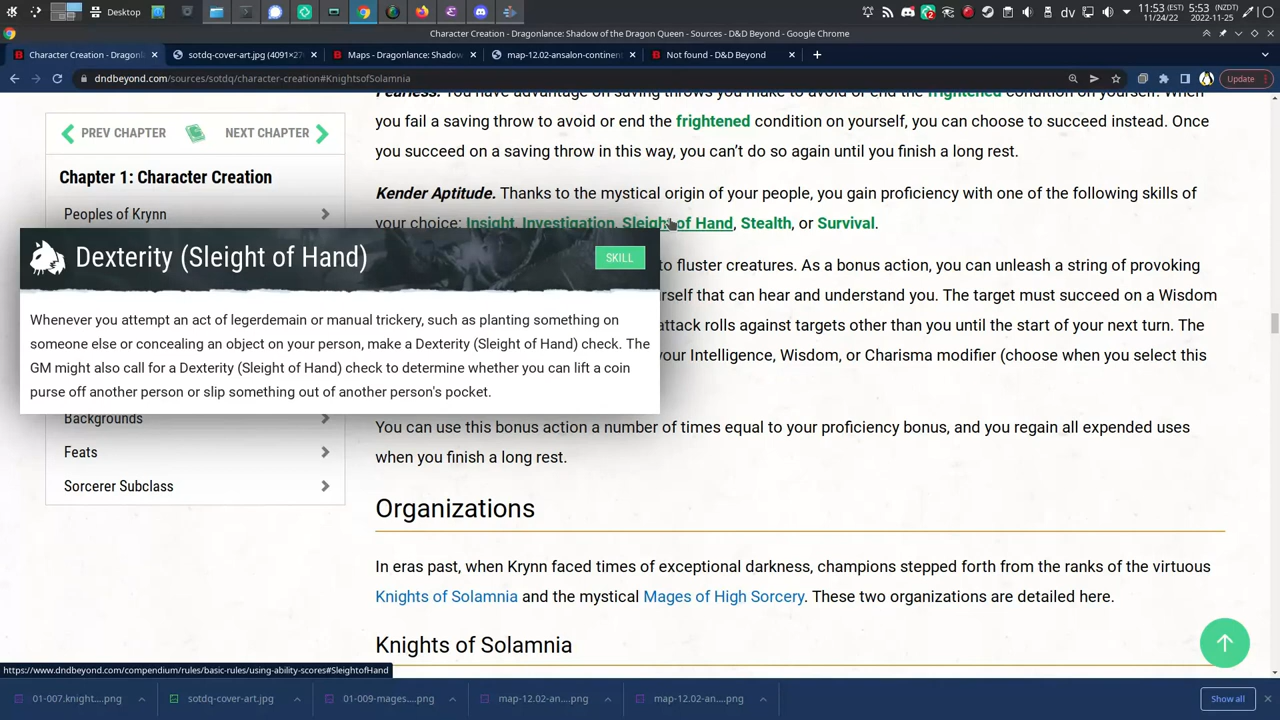 Desktop
dv
11:53
11/24/22
5:53
2022-11-25
Character Creation - Dragonlance: Shadow of the Dragon Queen - Sources - D&D Beyond - Google Chrome
Character Creation - Dragonl
sotdq-cover-art.jpg (4091×27
Maps - Dragonlance: Shadow
map-12.02-ansalon-continent
Not found - D&D Beyond
dndbeyond.com/sources/sotdq/character-creation#KnightsofSolamnia
Update
Fearless. You have advantage on saving throws you make to avoid or end the frightened condition on yourself. When
you fail a saving throw to avoid or end the frightened condition on yourself, you can choose to succeed instead. Once
you succeed on a saving throw in this way, you can't do so again until you finish a long rest.
PREV CHAPTER
NEXT CHAPTER
Chapter 1: Character Creation
Peoples of Krynn
Kender Aptitude. Thanks to the mystical origin of your people, you gain proficiency with one of the following skills of
your choice: Insight, Investigation, Sleight of Hand, Stealth, or Survival.
Dexterity (Sleight of Hand)
SKILL
Whenever you attempt an act of legerdemain or manual trickery, such as planting something on
someone else or concealing an object on your person, make a Dexterity (Sleight of Hand) check. The
GM might also call for a Dexterity (Sleight of Hand) check to determine whether you can lift a coin
purse off another person or slip something out of another person's pocket.
to fluster creatures. As a bonus action, you can unleash a string of provoking
rself that can hear and understand you. The target must succeed on a Wisdom
attack rolls against targets other than you until the start of your next turn. The
our Intelligence, Wisdom, or Charisma modifier (choose when you select this
Backgrounds
Feats
Sorcerer Subclass
You can use this bonus action a number of times equal to your proficiency bonus, and you regain all expended uses
when you finish a long rest.
Organizations
In eras past, when Krynn faced times of exceptional darkness, champions stepped forth from the ranks of the virtuous
Knights of Solamnia and the mystical Mages of High Sorcery. These two organizations are detailed here.
Knights of Solamnia
https://www.dndbeyond.com/compendium/rules/basic-rules/using-ability-scores#SleightofHand
01-007.knight....png
sotdq-cover-art.jpg
01-009-mages....png
map-12.02-an....png
map-12.02-an....png
Show all